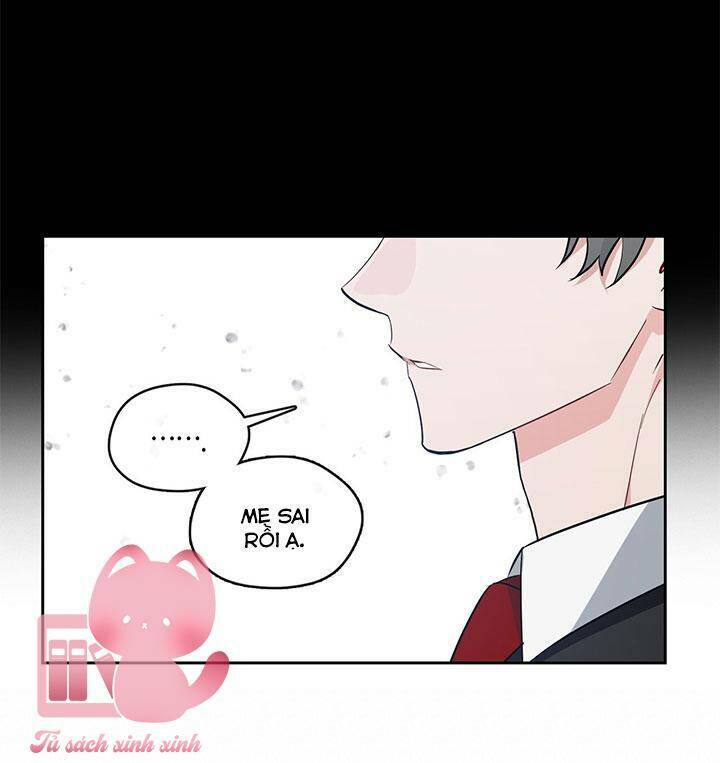 .......
MẸ SAI
RỒI Ạ.
Tủ sách xinh xinh